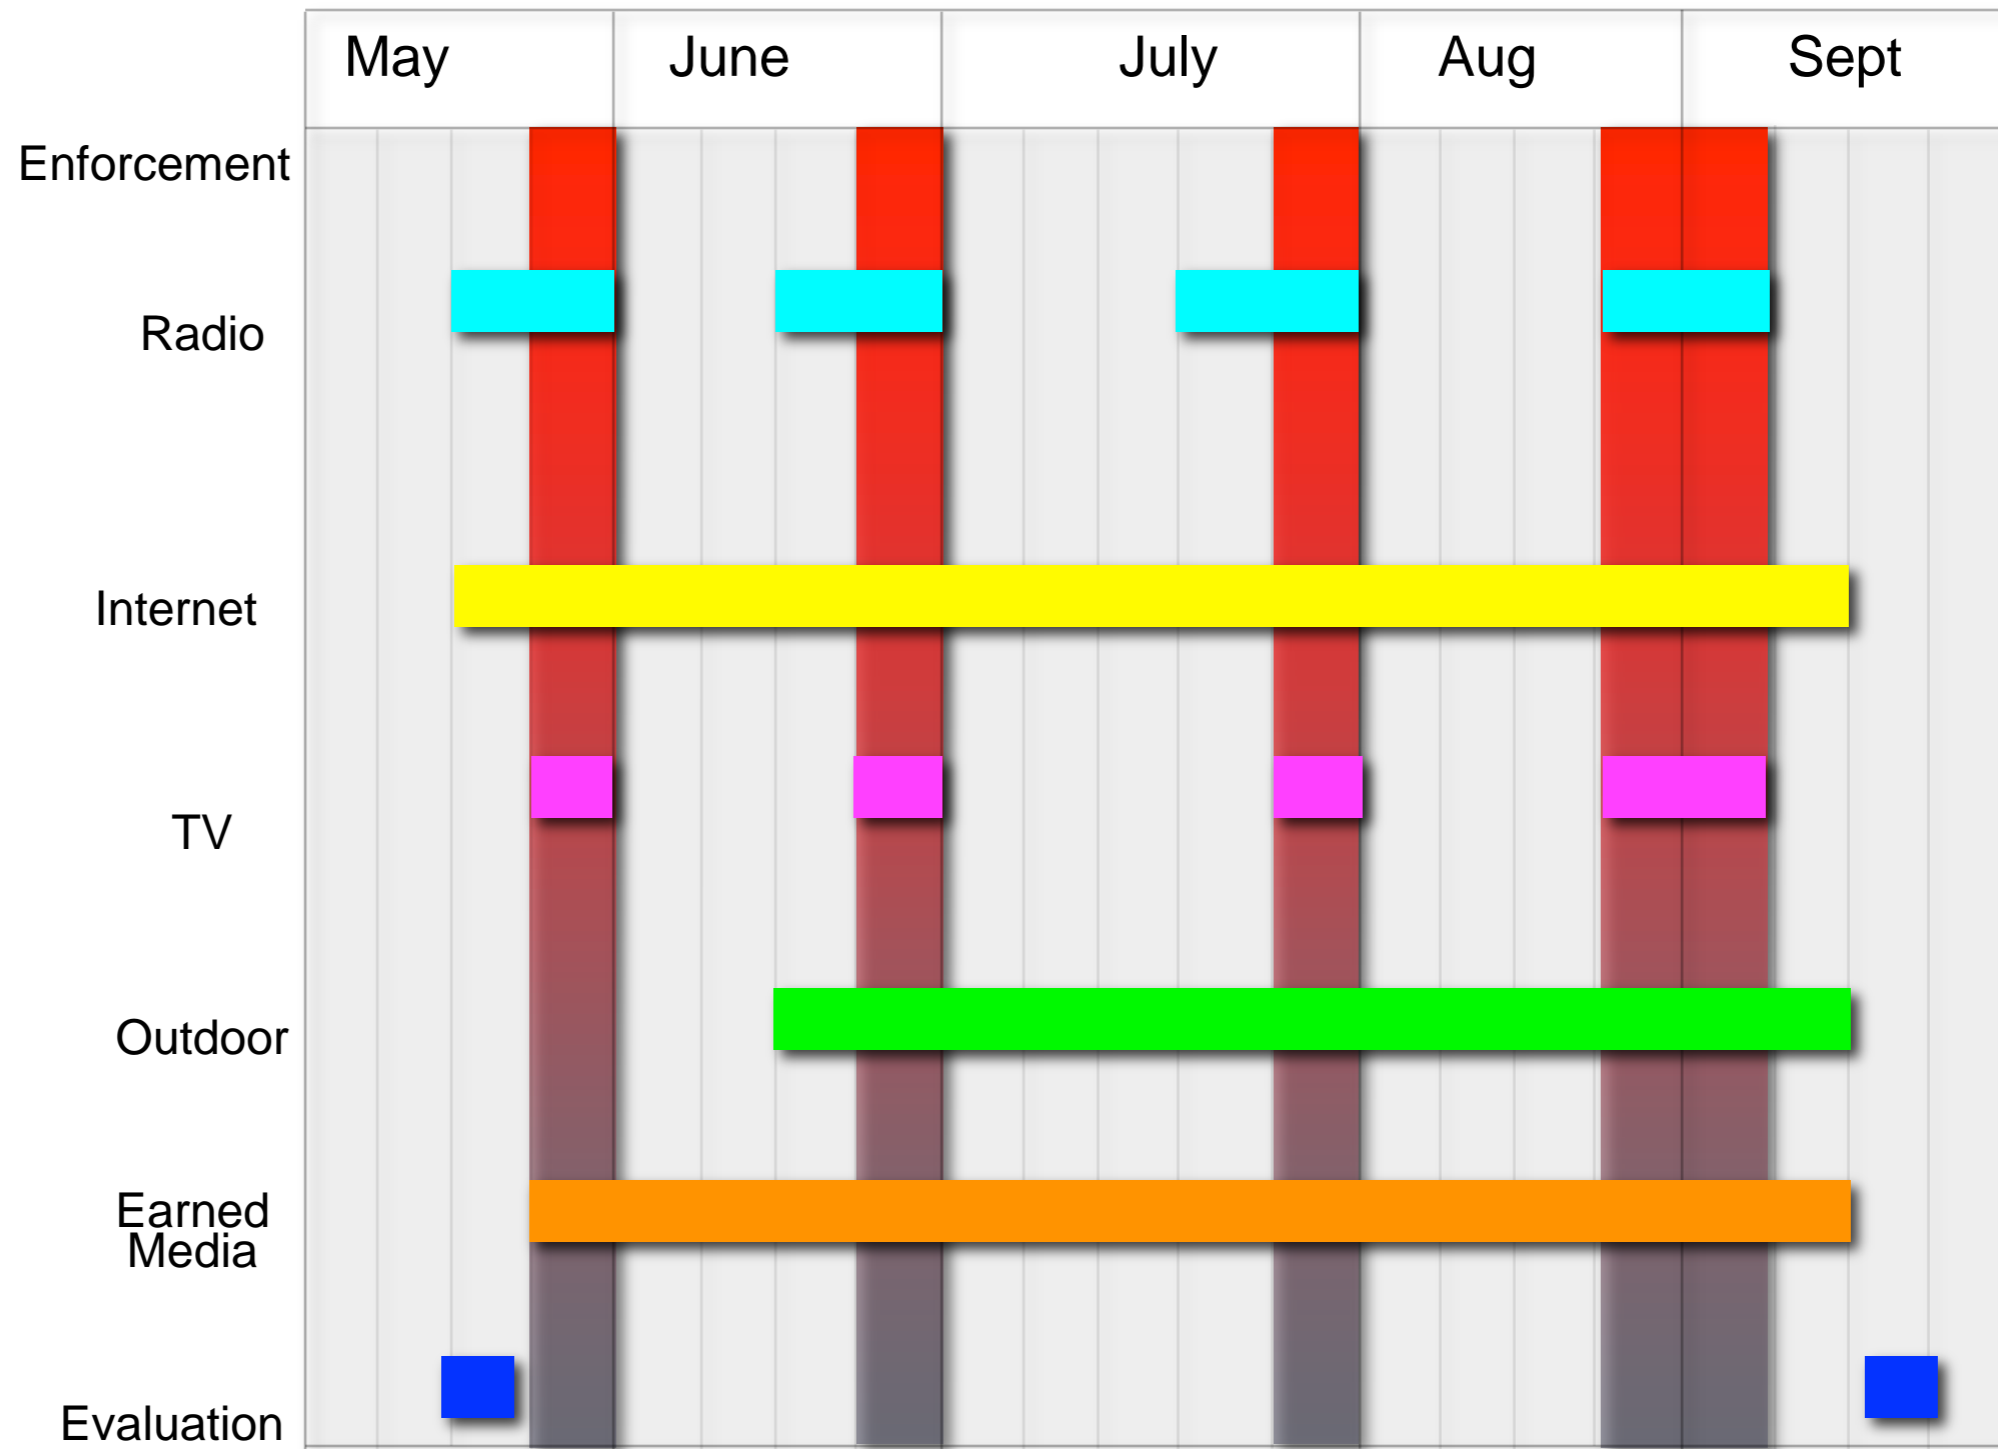 May June July Aug Sept
Enforcement
Radio
Internet
TV
Outdoor
Earned
Media
Evaluation